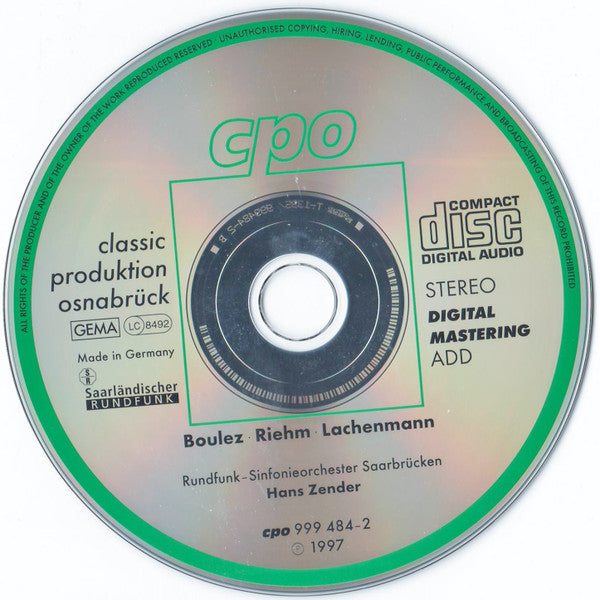 ALL RIGHTS OF THE PRODUCER AND OF THE OWNER OF THE WORK REPRODUCED RESERVED · UNAUTHORISED COPYING, HIRING, LENDING, PUBLIC PERFORMANCE AND BROADCASTING OF THIS RECORD PROHIBITED
cpo
classic
produktion
osnabrück
GEMA LC 8492
Made in Germany
SR
Saarländischer
RUNDFUNK
COMPACT
disc
DIGITAL AUDIO
STEREO
DIGITAL
MASTERING
ADD
Boulez · Riehm · Lachenmann
Rundfunk-Sinfonieorchester Saarbrücken
Hans Zender
cpo 999 484-2
℗ 1997